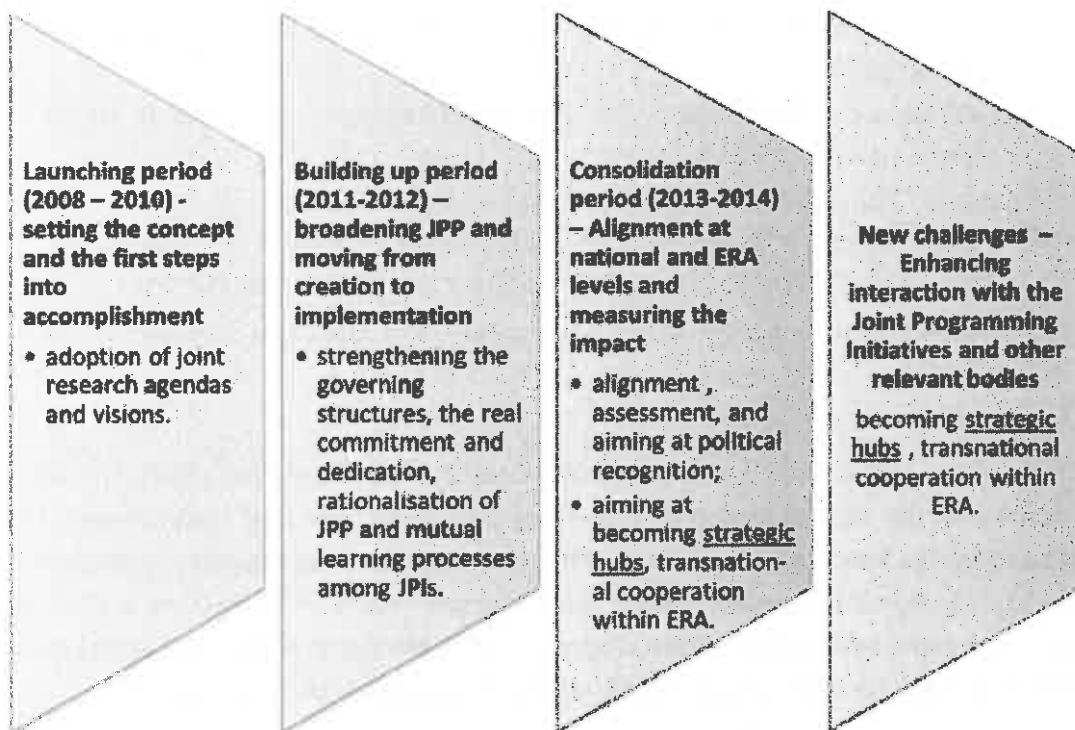 Launching period
(2008 – 2010) -
setting the concept
and the first steps
into
accomplishment
• adoption of joint
research agendas
and visions.
Building up period
(2011-2012) –
broadening JPP and
moving from
creation to
implementation
• strengthening the
governing
structures, the real
commitment and
dedication,
rationalisation of
JPP and mutual
learning processes
among JPIs.
Consolidation
period (2013-2014)
– Alignment at
national and ERA
levels and
measuring the
impact
• alignment ,
assessment, and
aiming at political
recognition;
• aiming at
becoming strategic
hubs, transnation-
al cooperation
within ERA.
New challenges –
Enhancing
interaction with the
Joint Programming
Initiatives and other
relevant bodies
becoming strategic
hubs , transnational
cooperation within
ERA.